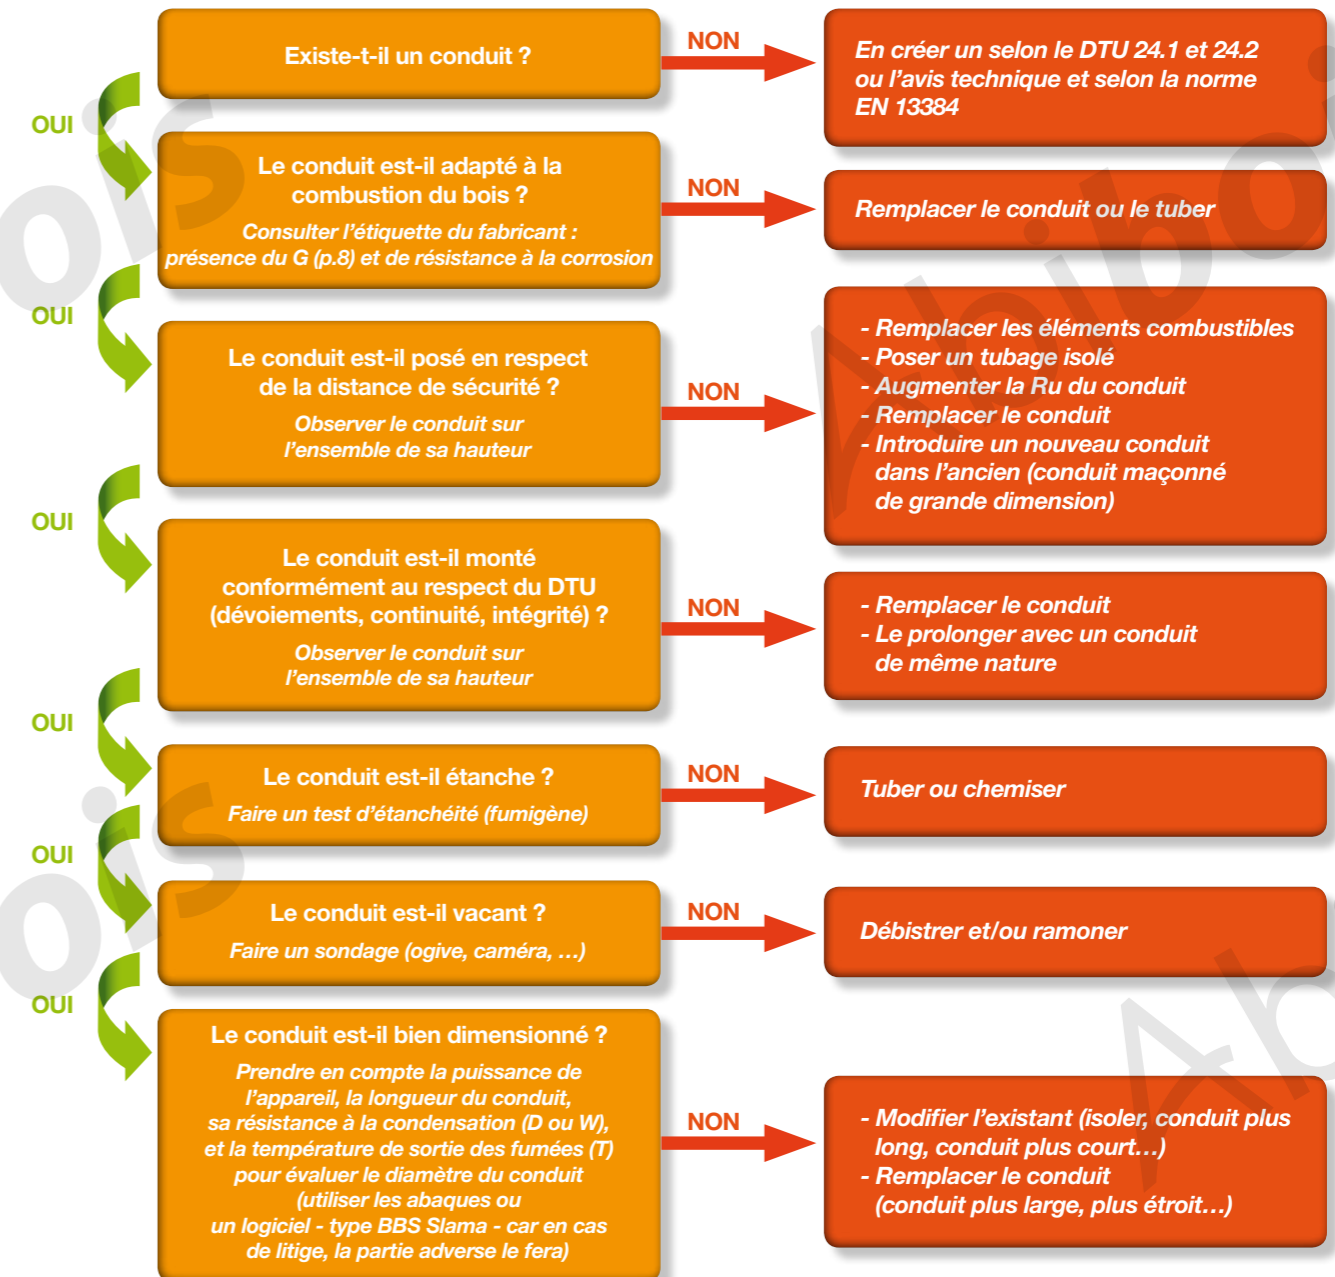 Existe-t-il un conduit ?
NON
En créer un selon le DTU 24.1 et 24.2
ou l'avis technique et selon la norme
EN 13384
OUI
Le conduit est-il adapté à la
combustion du bois ?
Consulter l'étiquette du fabricant :
présence du G (p.8) et de résistance à la corrosion
NON
Remplacer le conduit ou le tuber
OUI
Le conduit est-il posé en respect
de la distance de sécurité ?
Observer le conduit sur
l'ensemble de sa hauteur
NON
- Remplacer les éléments combustibles
- Poser un tubage isolé
- Augmenter la Ru du conduit
- Remplacer le conduit
- Introduire un nouveau conduit
dans l'ancien (conduit maçonné
de grande dimension)
OUI
Le conduit est-il monté
conformément au respect du DTU
(dévoiements, continuité, intégrité) ?
Observer le conduit sur
l'ensemble de sa hauteur
NON
- Remplacer le conduit
- Le prolonger avec un conduit
de même nature
OUI
Le conduit est-il étanche ?
Faire un test d'étanchéité (fumigène)
NON
Tuber ou chemiser
OUI
Le conduit est-il vacant ?
Faire un sondage (ogive, caméra, …)
NON
Débistrer et/ou ramoner
OUI
Le conduit est-il bien dimensionné ?
Prendre en compte la puissance de
l'appareil, la longueur du conduit,
sa résistance à la condensation (D ou W),
et la température de sortie des fumées (T)
pour évaluer le diamètre du conduit
(utiliser les abaques ou
un logiciel - type BBS Slama - car en cas
de litige, la partie adverse le fera)
NON
- Modifier l'existant (isoler, conduit plus
long, conduit plus court…)
- Remplacer le conduit
(conduit plus large, plus étroit…)
ois
Abiboi
ois
Ab